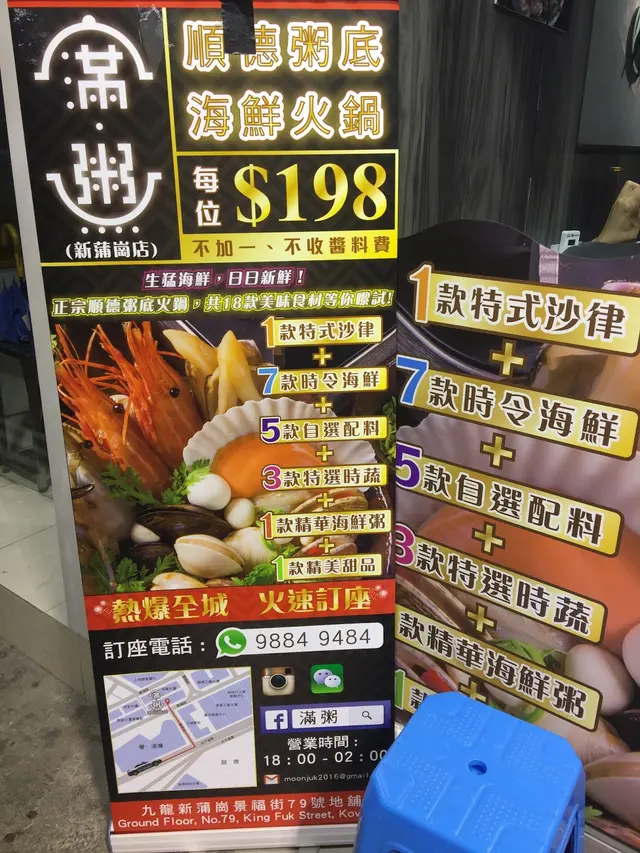 滿·粥
(新蒲崗店)
順德粥底
海鮮火鍋
每位 $198
不加一、不收醬料費
生猛海鮮，日日新鮮！
正宗順德粥底火鍋，共18款美味食材等你嚟試!
1款特式沙律
+
7款時令海鮮
+
5款自選配料
+
3款特選時蔬
+
1款精華海鮮粥
+
1款精美甜品
熱爆全城 火速訂座
訂座電話： 9884 9484
f 滿粥
營業時間：
18：00 - 02：00
moonjuk2016@gmail
九龍新蒲崗景福街79號地舖
Ground Floor, No.79, King Fuk Street, Kow
1款特式沙律
+
7款時令海鮮
+
5款自選配料
+
3款特選時蔬
+
款精華海鮮粥
+
1款